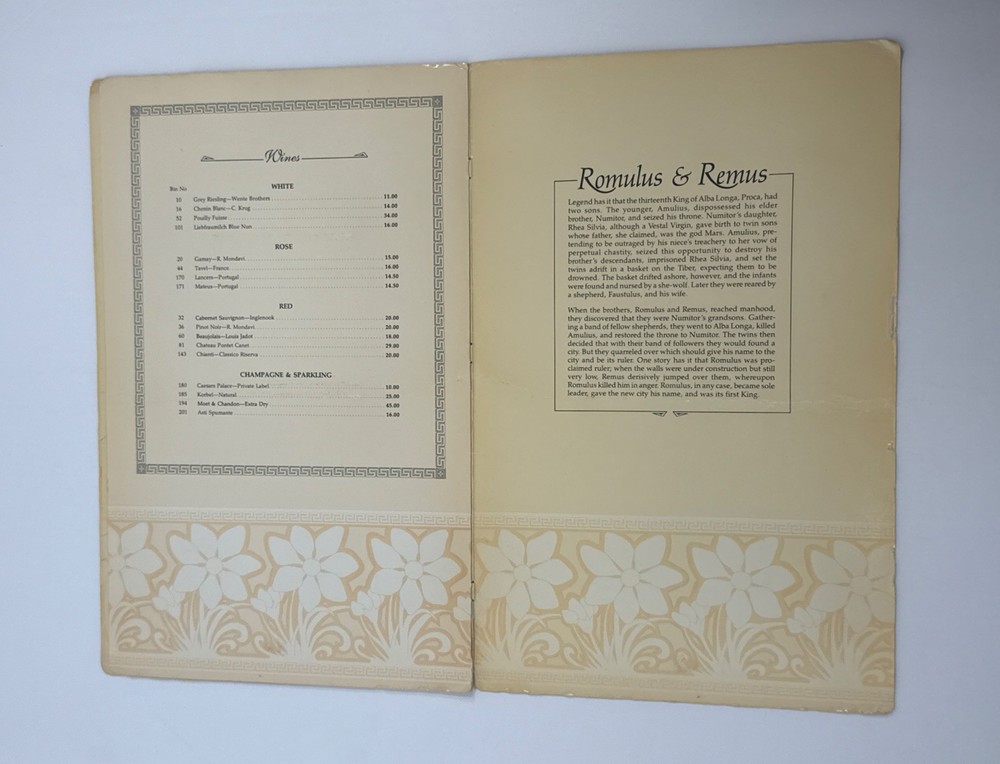 Wines
Bin No
WHITE
10 Grey Riesling—Wente Brothers 11.00
16 Chenin Blanc—C. Krug 14.00
52 Pouilly Fuisse 34.00
101 Liebfraumilch Blue Nun 16.00
ROSE
20 Gamay—R. Mondavi 15.00
44 Tavel—France 16.00
170 Lancers—Portugal 14.50
171 Mateus—Portugal 14.50
RED
32 Cabernet Sauvignon—Inglenook 20.00
36 Pinot Noir—R. Mondavi 20.00
60 Beaujolais—Louis Jadot 18.00
81 Chateau Pontet Canet 29.00
143 Chianti—Classico Riserva 20.00
CHAMPAGNE & SPARKLING
180 Caesars Palace—Private Label 10.00
185 Korbel—Natural 25.00
194 Moet & Chandon—Extra Dry 45.00
201 Asti Spumante 16.00
Romulus & Remus
Legend has it that the thirteenth King of Alba Longa, Proca, had
two sons. The younger, Amulius, dispossessed his elder
brother, Numitor, and seized his throne. Numitor's daughter,
Rhea Silvia, although a Vestal Virgin, gave birth to twin sons
whose father, she claimed, was the god Mars. Amulius, pre-
tending to be outraged by his niece's treachery to her vow of
perpetual chastity, seized this opportunity to destroy his
brother's descendants, imprisoned Rhea Silvia, and set the
twins adrift in a basket on the Tiber, expecting them to be
drowned. The basket drifted ashore, however, and the infants
were found and nursed by a she-wolf. Later they were reared by
a shepherd, Faustulus, and his wife.
When the brothers, Romulus and Remus, reached manhood,
they discovered that they were Numitor's grandsons. Gather-
ing a band of fellow shepherds, they went to Alba Longa, killed
Amulius, and restored the throne to Numitor. The twins then
decided that with their band of followers they would found a
city. But they quarreled over which should give his name to the
city and be its ruler. One story has it that Romulus was pro-
claimed ruler; when the walls were under construction but still
very low, Remus derisively jumped over them, whereupon
Romulus killed him in anger. Romulus, in any case, became sole
leader, gave the new city his name, and was its first King.